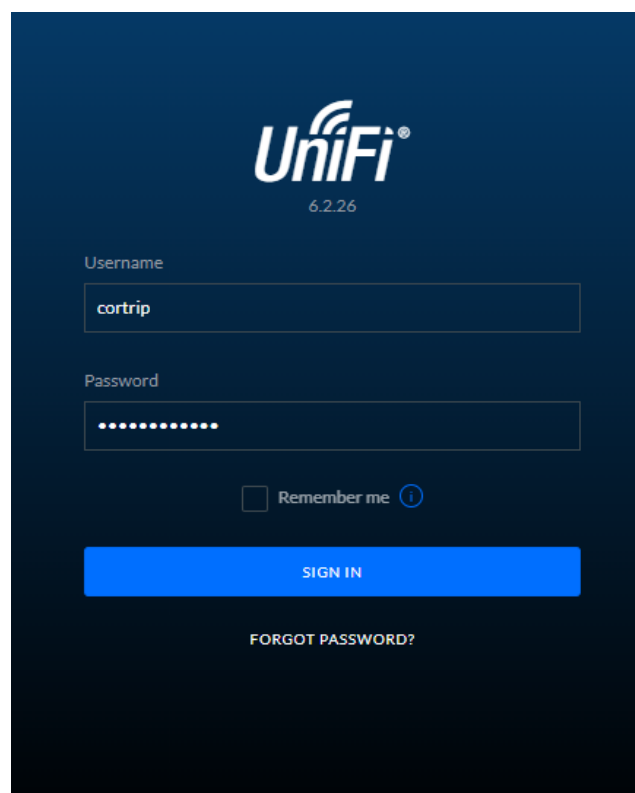 UniFi®
6.2.26
Username
cortrip
Password
••••••••••••
Remember me
SIGN IN
FORGOT PASSWORD?